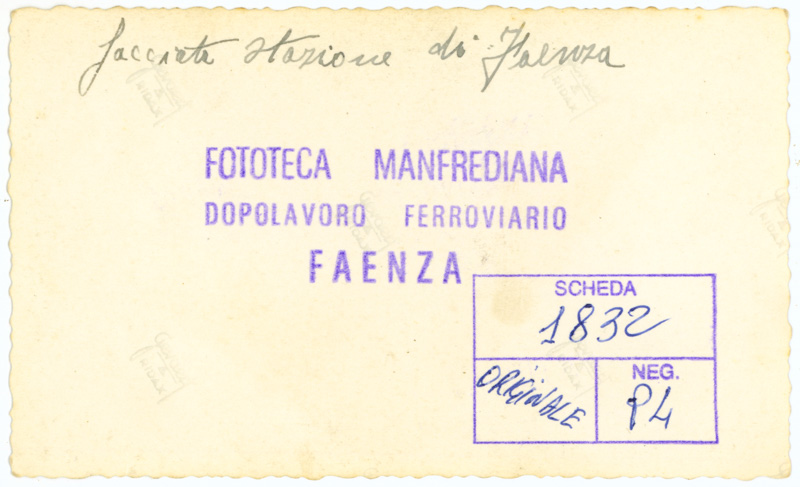 facciata stazione di Faenza
FOTOTECA MANFREDIANA
DOPOLAVORO FERROVIARIO
FAENZA
SCHEDA
1832
ORIGINALE
NEG.
P4